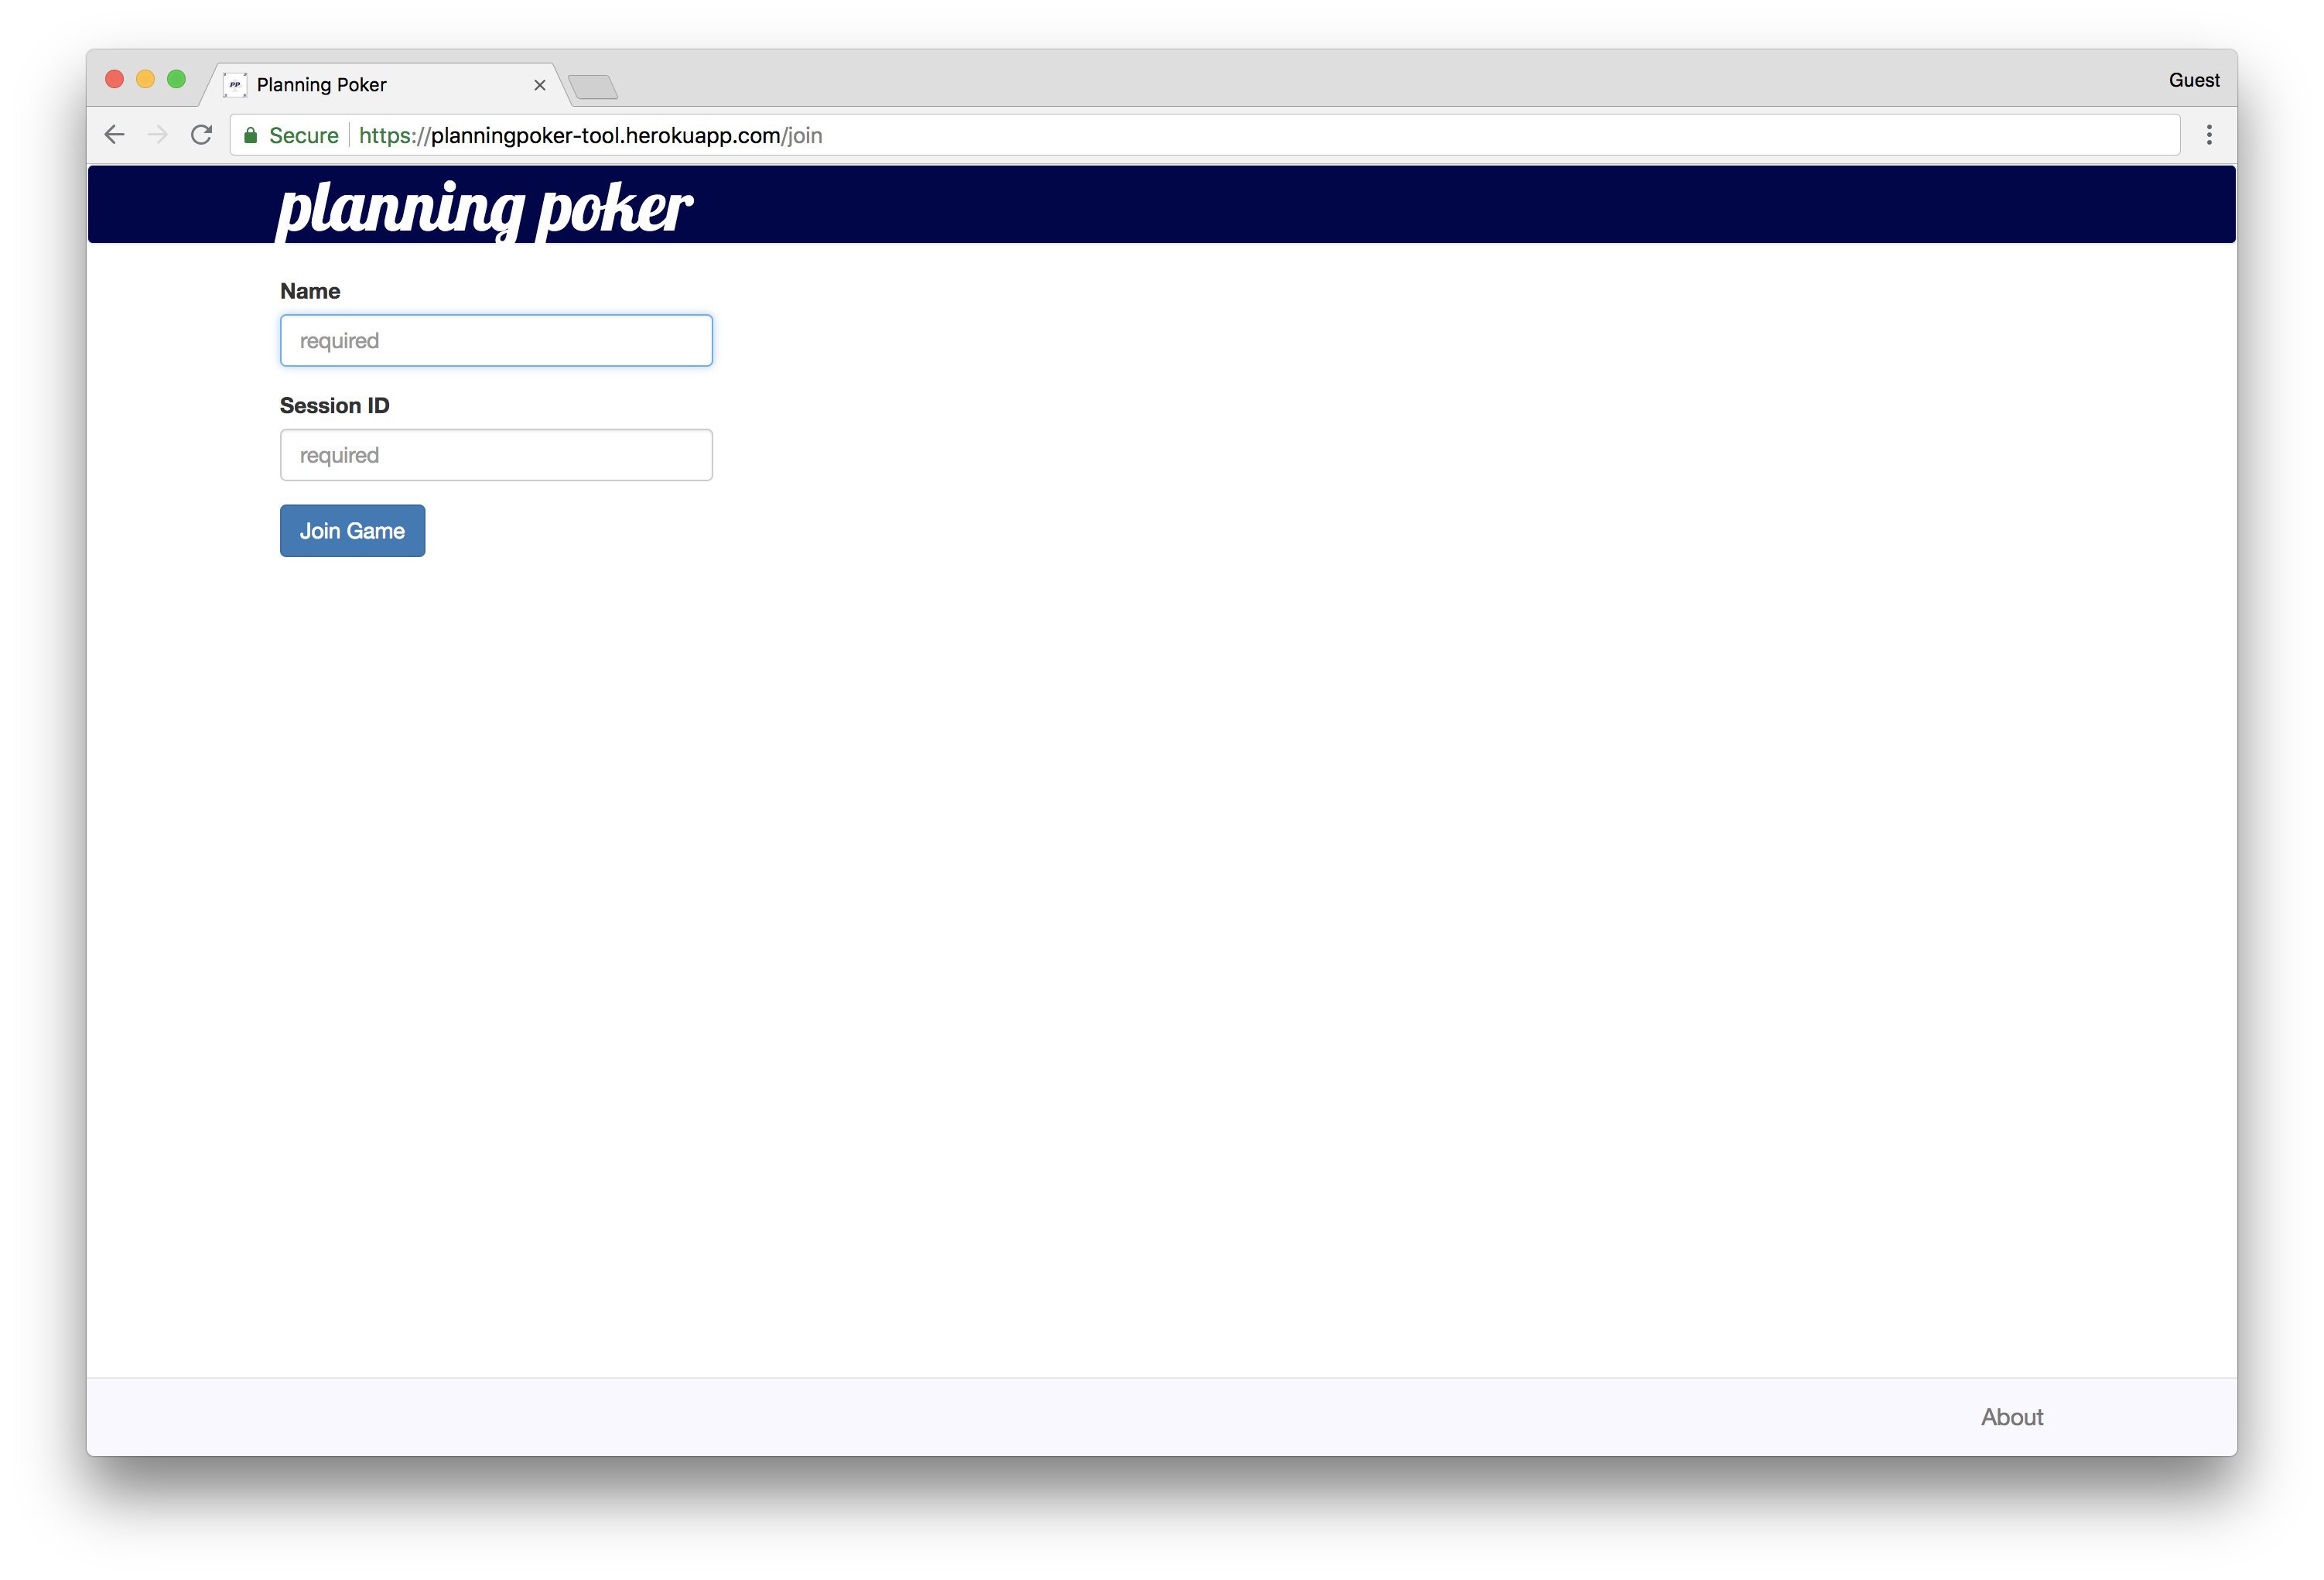 PP Planning Poker
Guest
Secure https://planningpoker-tool.herokuapp.com/join
planning poker
Name
required
Session ID
required
Join Game
About